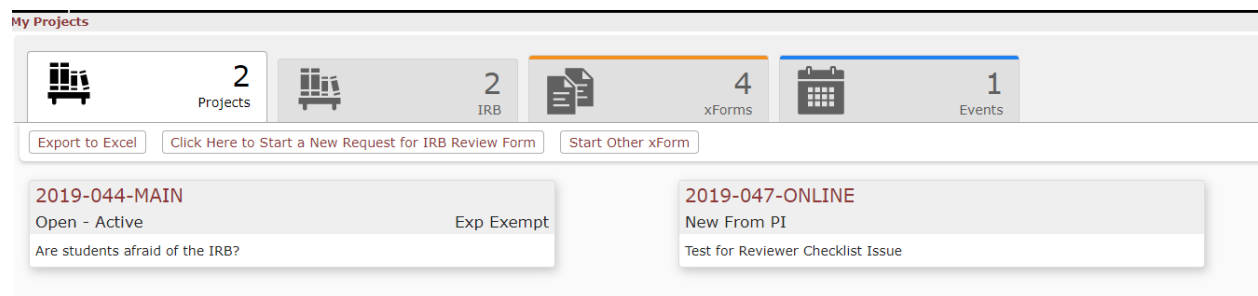 My Projects
2
Projects
2
IRB
4
xForms
1
Events
Export to Excel
Click Here to Start a New Request for IRB Review Form
Start Other xForm
2019-044-MAIN
Open - Active
Exp Exempt
Are students afraid of the IRB?
2019-047-ONLINE
New From PI
Test for Reviewer Checklist Issue